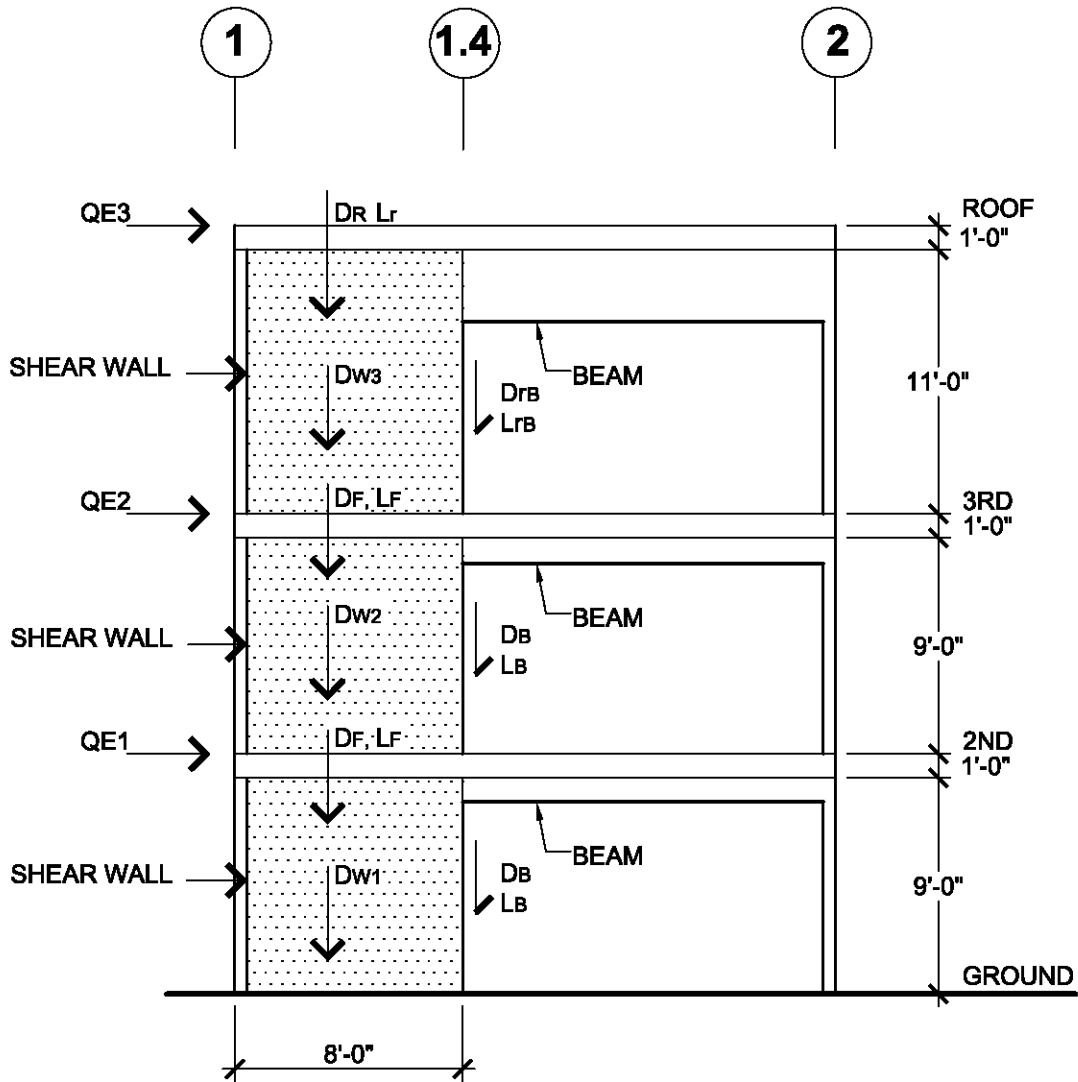 1
1.4
2
QE3
DR Lr
ROOF
1'-0"
SHEAR WALL
DW3
BEAM
DrB
LrB
11'-0"
QE2
DF, LF
3RD
1'-0"
SHEAR WALL
DW2
BEAM
DB
LB
9'-0"
QE1
DF, LF
2ND
1'-0"
SHEAR WALL
DW1
BEAM
DB
LB
9'-0"
GROUND
8'-0"